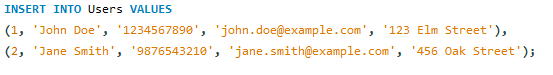 INSERT INTO Users VALUES
(1, 'John Doe', '1234567890', 'john.doe@example.com', '123 Elm Street'),
(2, 'Jane Smith', '9876543210', 'jane.smith@example.com', '456 Oak Street');